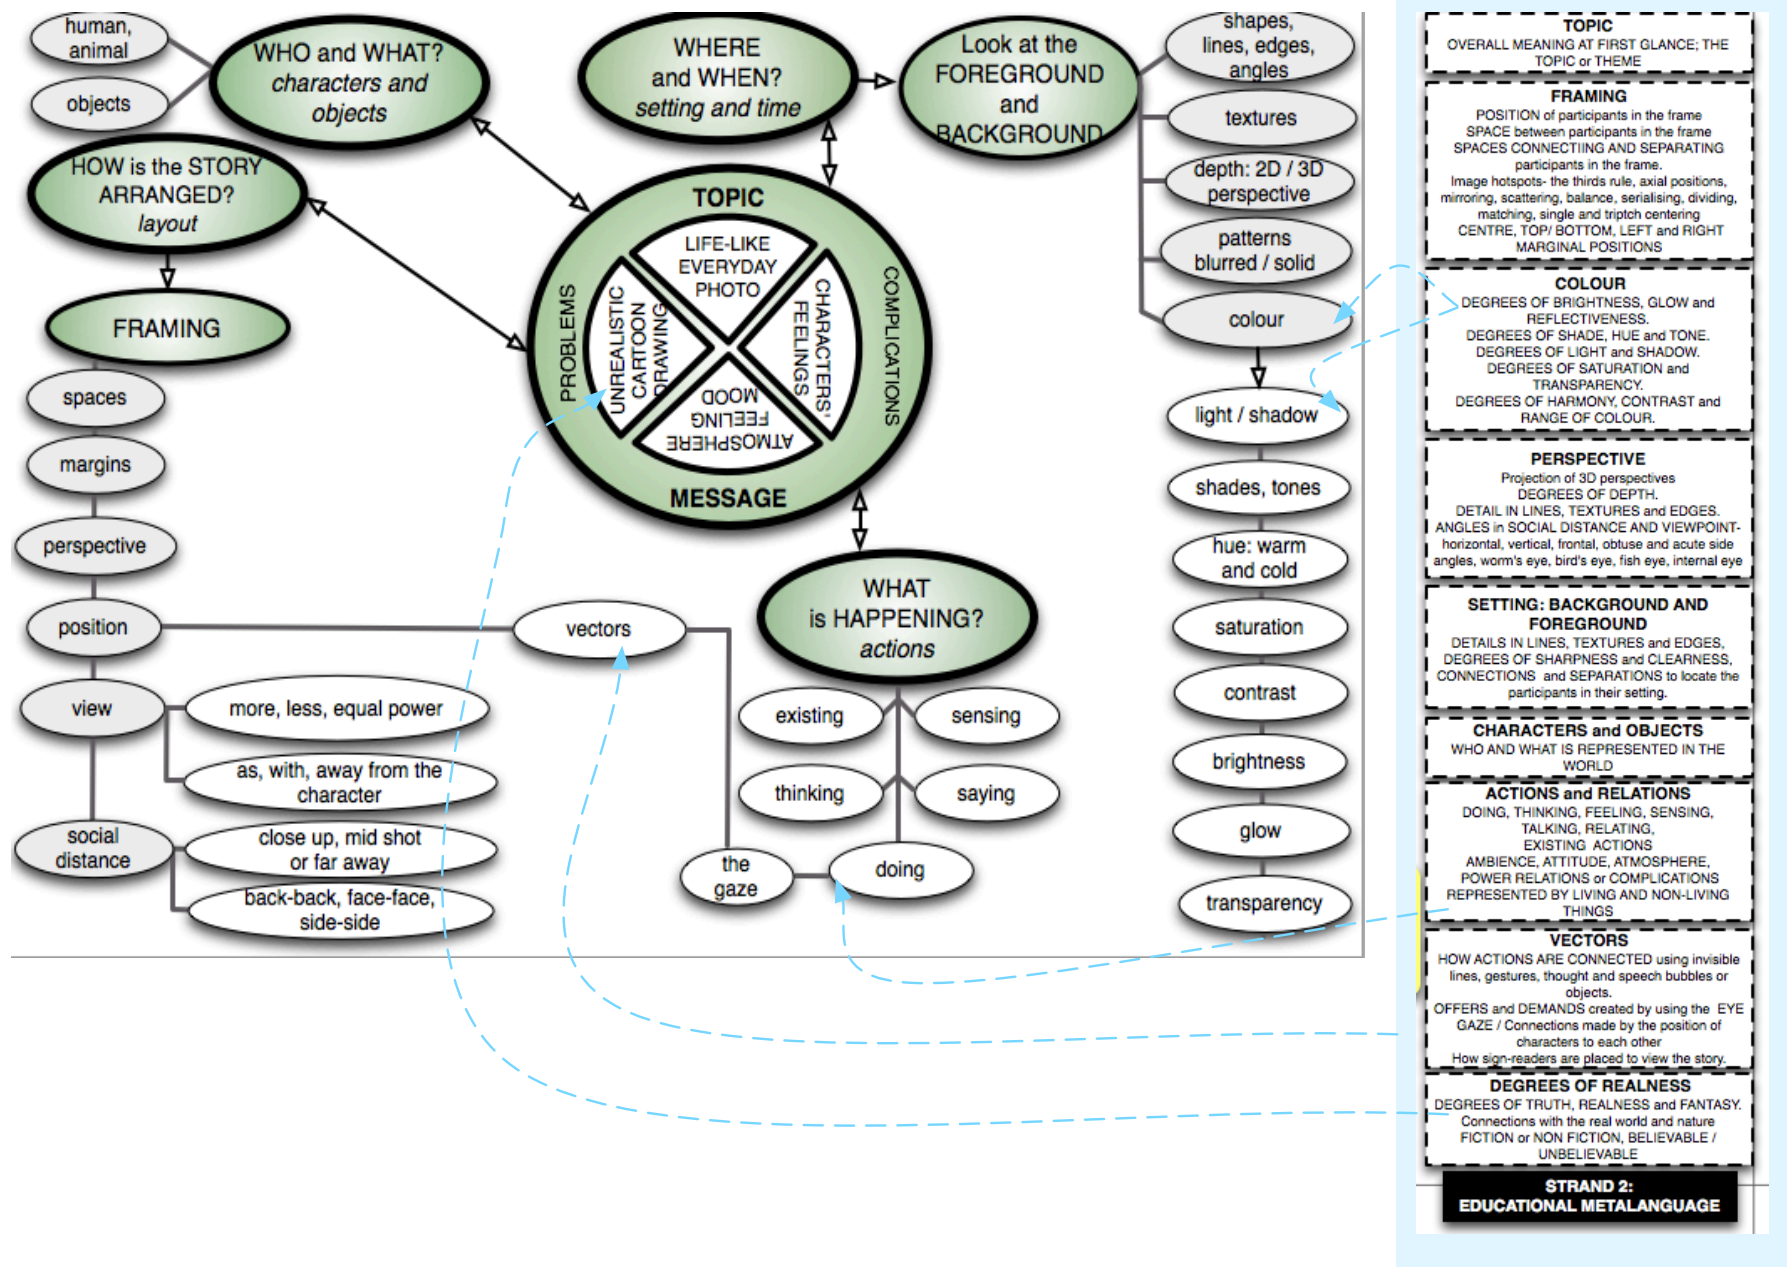 human,
animal
objects
WHO and WHAT?
characters and
objects
WHERE
and WHEN?
setting and time
Look at the
FOREGROUND
and
BACKGROUND
shapes,
lines, edges,
angles
textures
depth: 2D / 3D
perspective
patterns
blurred / solid
colour
light / shadow
shades, tones
hue: warm
and cold
saturation
contrast
brightness
glow
transparency
HOW is the STORY
ARRANGED?
layout
FRAMING
spaces
margins
perspective
position
view
social
distance
more, less, equal power
as, with, away from the
character
close up, mid shot
or far away
back-back, face-face,
side-side
vectors
TOPIC
PROBLEMS
COMPLICATIONS
MESSAGE
LIFE-LIKE
EVERYDAY
PHOTO
UNREALISTIC
CARTOON
DRAWING
CHARACTERS'
FEELINGS
ATMOSPHERE
FEELING
MOOD
WHAT
is HAPPENING?
actions
existing
sensing
thinking
saying
the
gaze
doing
TOPIC
OVERALL MEANING AT FIRST GLANCE; THE
TOPIC or THEME
FRAMING
POSITION of participants in the frame
SPACE between participants in the frame
SPACES CONNECTIING AND SEPARATING
participants in the frame.
Image hotspots- the thirds rule, axial positions,
mirroring, scattering, balance, serialising, dividing,
matching, single and triptch centering
CENTRE, TOP/ BOTTOM, LEFT and RIGHT
MARGINAL POSITIONS
COLOUR
DEGREES OF BRIGHTNESS, GLOW and
REFLECTIVENESS.
DEGREES OF SHADE, HUE and TONE.
DEGREES OF LIGHT and SHADOW.
DEGREES OF SATURATION and
TRANSPARENCY.
DEGREES OF HARMONY, CONTRAST and
RANGE OF COLOUR.
PERSPECTIVE
Projection of 3D perspectives
DEGREES OF DEPTH.
DETAIL IN LINES, TEXTURES and EDGES.
ANGLES in SOCIAL DISTANCE AND VIEWPOINT-
horizontal, vertical, frontal, obtuse and acute side
angles, worm's eye, bird's eye, fish eye, internal eye
SETTING: BACKGROUND AND
FOREGROUND
DETAILS IN LINES, TEXTURES and EDGES,
DEGREES OF SHARPNESS and CLEARNESS,
CONNECTIONS and SEPARATIONS to locate the
participants in their setting.
CHARACTERS and OBJECTS
WHO AND WHAT IS REPRESENTED IN THE
WORLD
ACTIONS and RELATIONS
DOING, THINKING, FEELING, SENSING,
TALKING, RELATING,
EXISTING ACTIONS
AMBIENCE, ATTITUDE, ATMOSPHERE,
POWER RELATIONS or COMPLICATIONS
REPRESENTED BY LIVING AND NON-LIVING
THINGS
VECTORS
HOW ACTIONS ARE CONNECTED using invisible
lines, gestures, thought and speech bubbles or
objects.
OFFERS and DEMANDS created by using the EYE
GAZE / Connections made by the position of
characters to each other
How sign-readers are placed to view the story.
DEGREES OF REALNESS
DEGREES OF TRUTH, REALNESS and FANTASY.
Connections with the real world and nature
FICTION or NON FICTION, BELIEVABLE /
UNBELIEVABLE
STRAND 2:
EDUCATIONAL METALANGUAGE